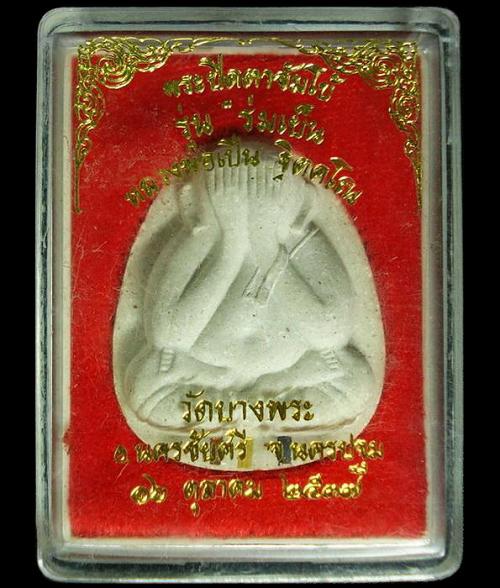 พระปิดตาจัมโบ้
รุ่น "ร่มเย็น"
หลวงพ่อเปิ่น ฐิตคุโณ
วัดบางพระ
อ.นครชัยศรี จ.นครปฐม
๑๖ ตุลาคม ๒๕๓๗